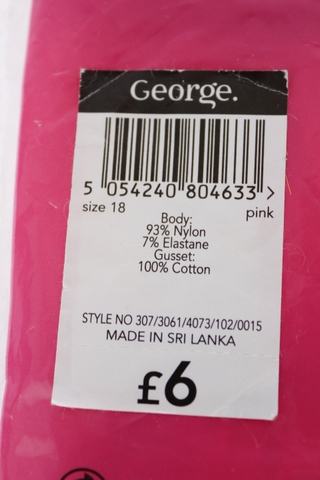 George.
5 054240 804633 >
size 18 pink
Body:
93% Nylon
7% Elastane
Gusset:
100% Cotton
STYLE NO 307/3061/4073/102/0015
MADE IN SRI LANKA
£6